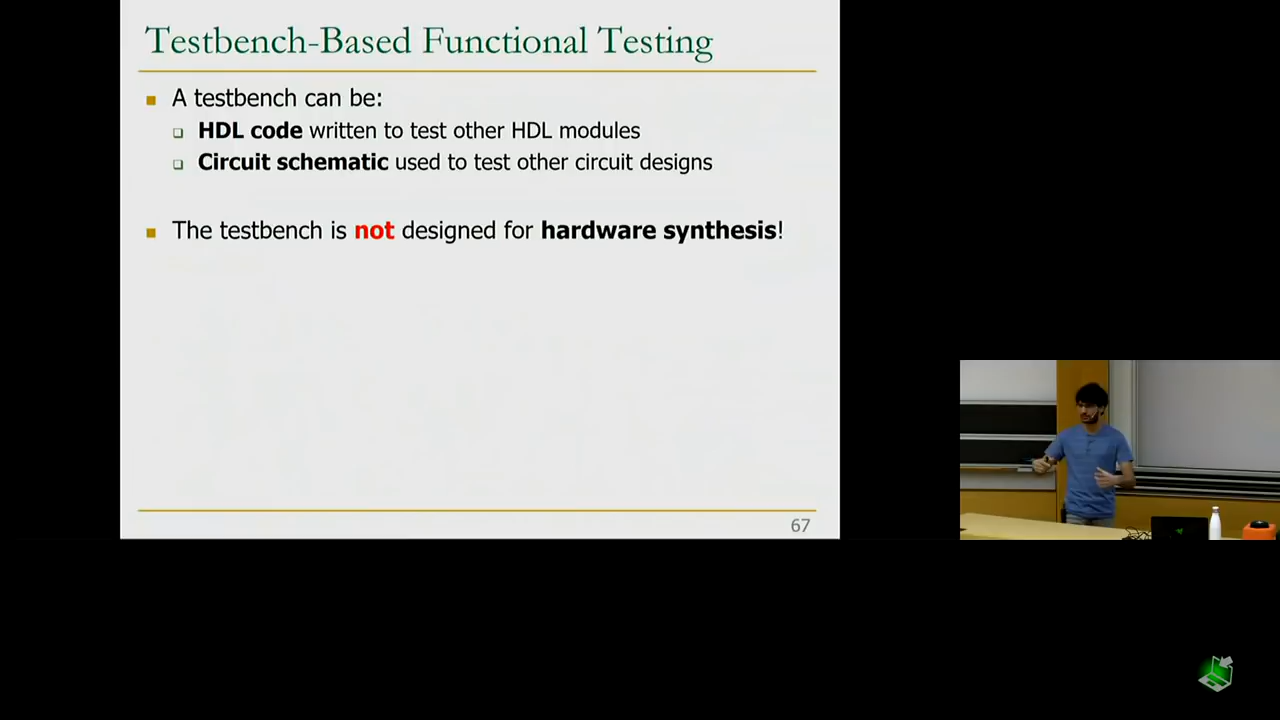 Testbench-Based Functional Testing
A testbench can be:
HDL code written to test other HDL modules
Circuit schematic used to test other circuit designs
The testbench is not designed for hardware synthesis!
67